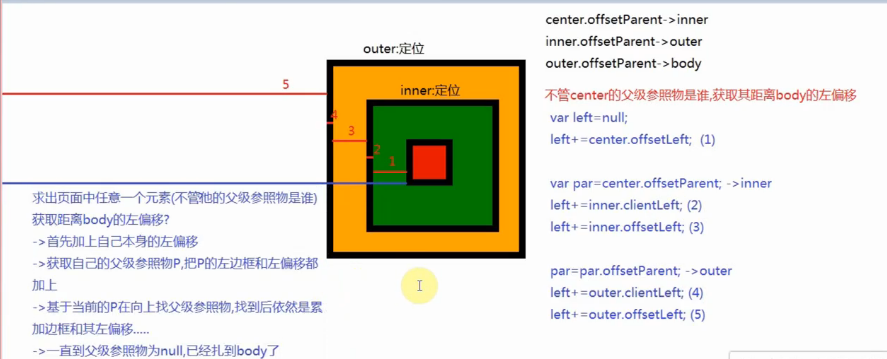 center.offsetParent->inner
inner.offsetParent->outer
outer.offsetParent->body
不管center的父级参照物是谁,获取其距离body的左偏移
var left=null;
left+=center.offsetLeft; (1)
var par=center.offsetParent; ->inner
left+=inner.clientLeft; (2)
left+=inner.offsetLeft; (3)
par=par.offsetParent; ->outer
left+=outer.clientLeft; (4)
left+=outer.offsetLeft; (5)
outer:定位
inner:定位
5
4
3
2
1
求出页面中任意一个元素(不管他的父级参照物是谁)
获取距离body的左偏移?
->首先加上自己本身的左偏移
->获取自己的父级参照物P,把P的左边框和左偏移都
加上
->基于当前的P在向上找父级参照物,找到后依然是累
加边框和其左偏移.....
->一直到父级参照物为null,已经扎到body了